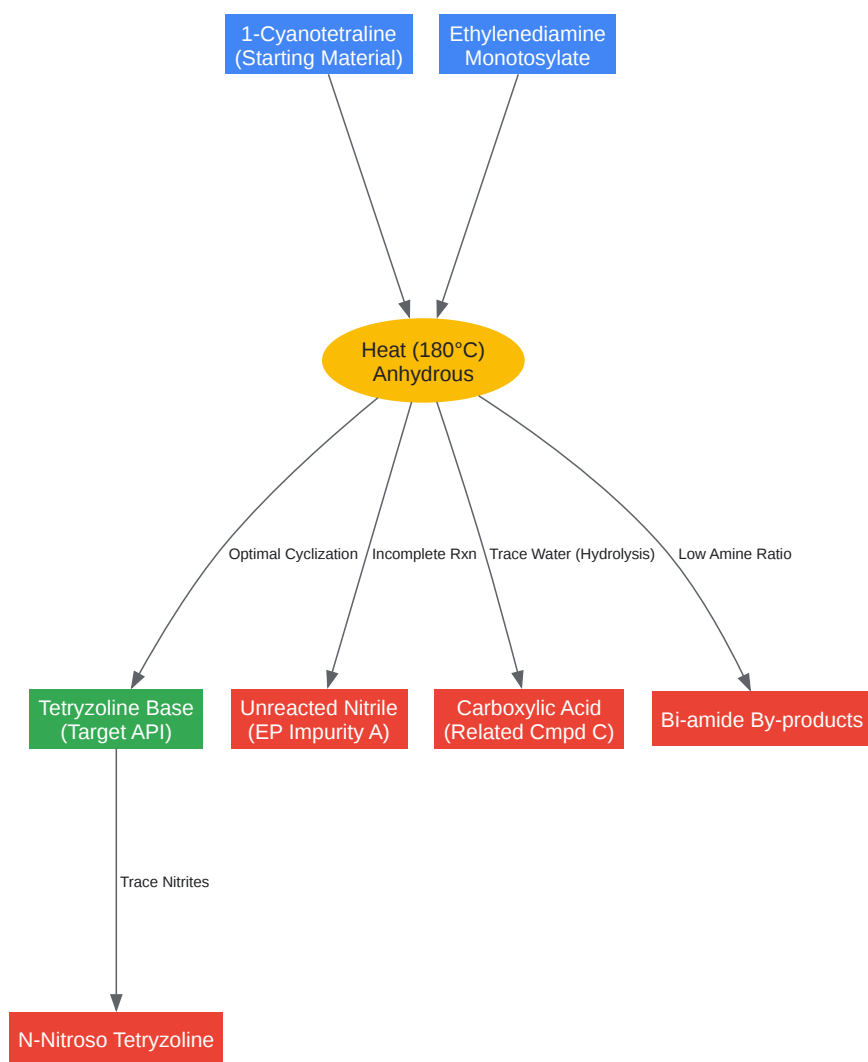 1-Cyanotetraline
(Starting Material)
Ethylenediamine
Monotosylate
Heat (180°C)
Anhydrous
Optimal Cyclization
Incomplete Rxn
Trace Water (Hydrolysis)
Low Amine Ratio
Tetryzoline Base
(Target API)
Unreacted Nitrile
(EP Impurity A)
Carboxylic Acid
(Related Cmpd C)
Bi-amide By-products
Trace Nitrites
N-Nitroso Tetryzoline